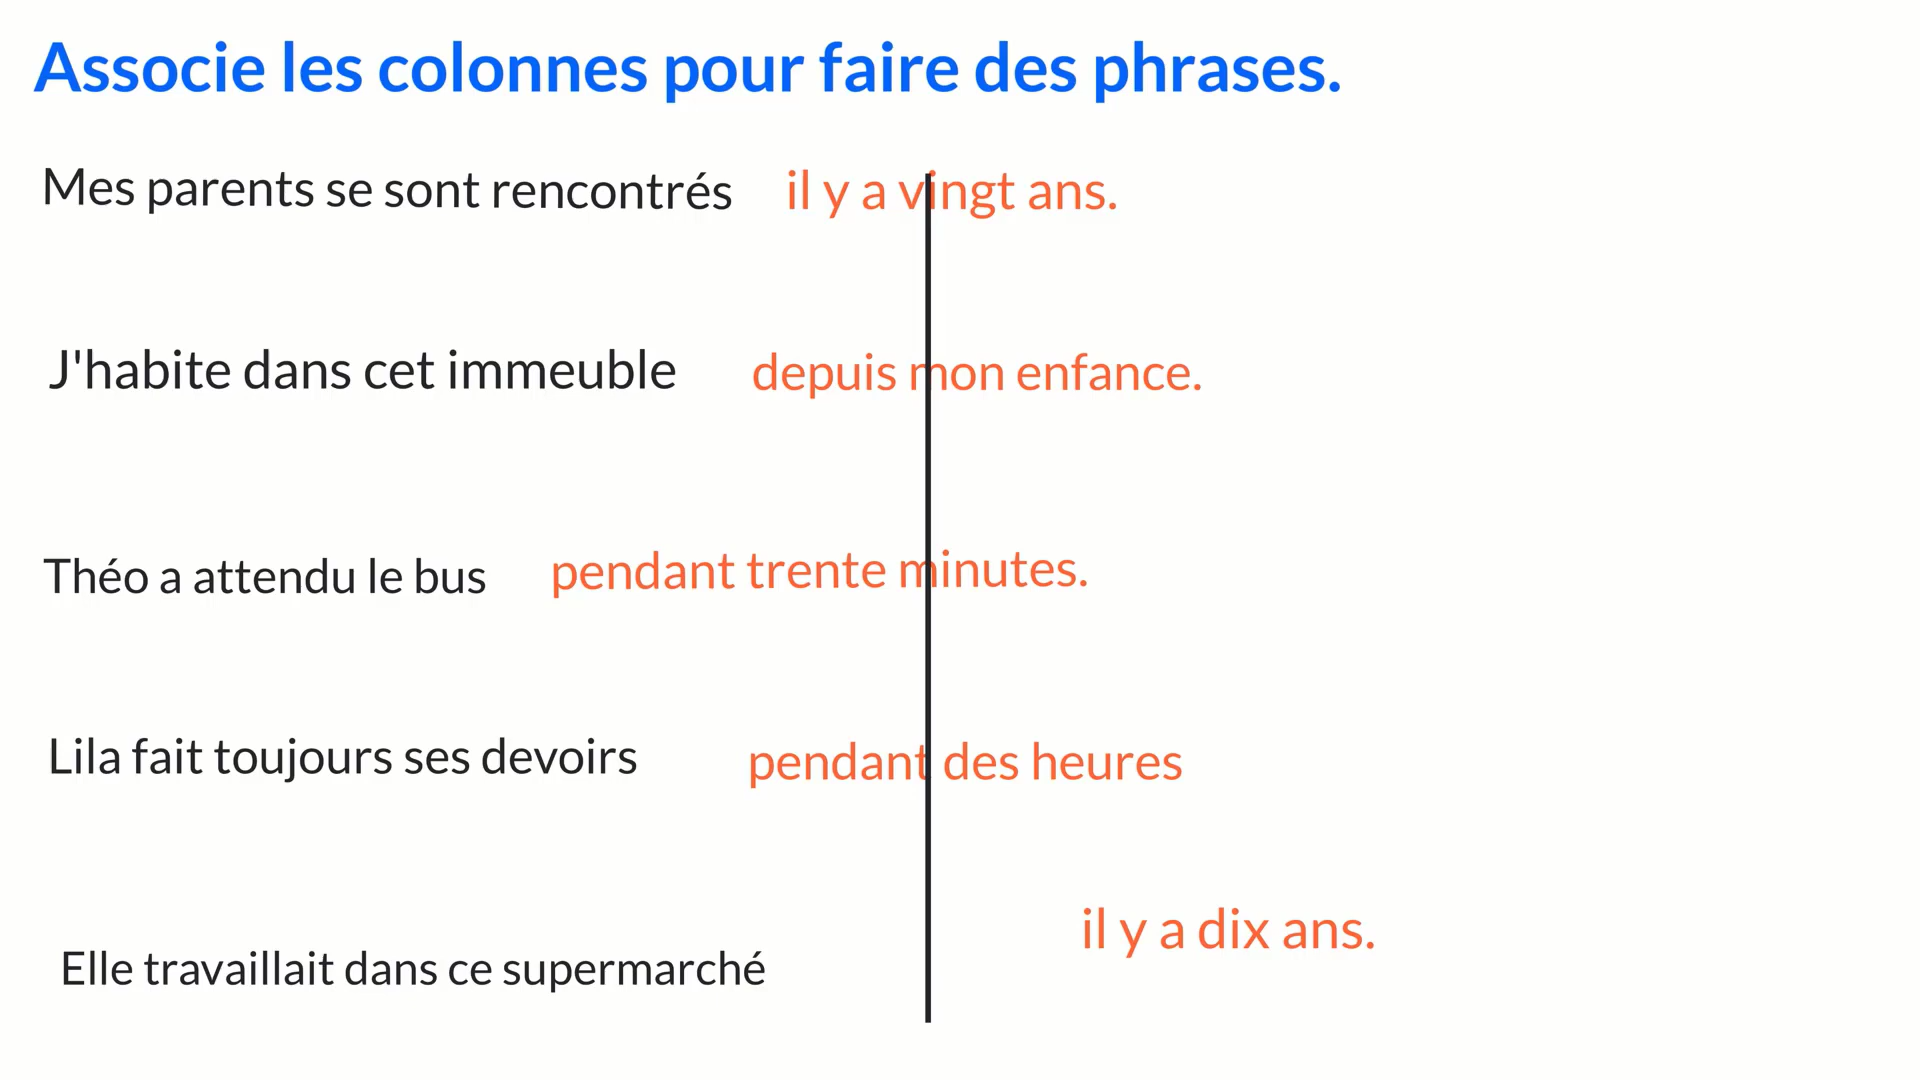 Associe les colonnes pour faire des phrases.
Mes parents se sont rencontrés il y a vingt ans.
J'habite dans cet immeuble depuis mon enfance.
Théo a attendu le bus pendant trente minutes.
Lila fait toujours ses devoirs pendant des heures
il y a dix ans.
Elle travaillait dans ce supermarché